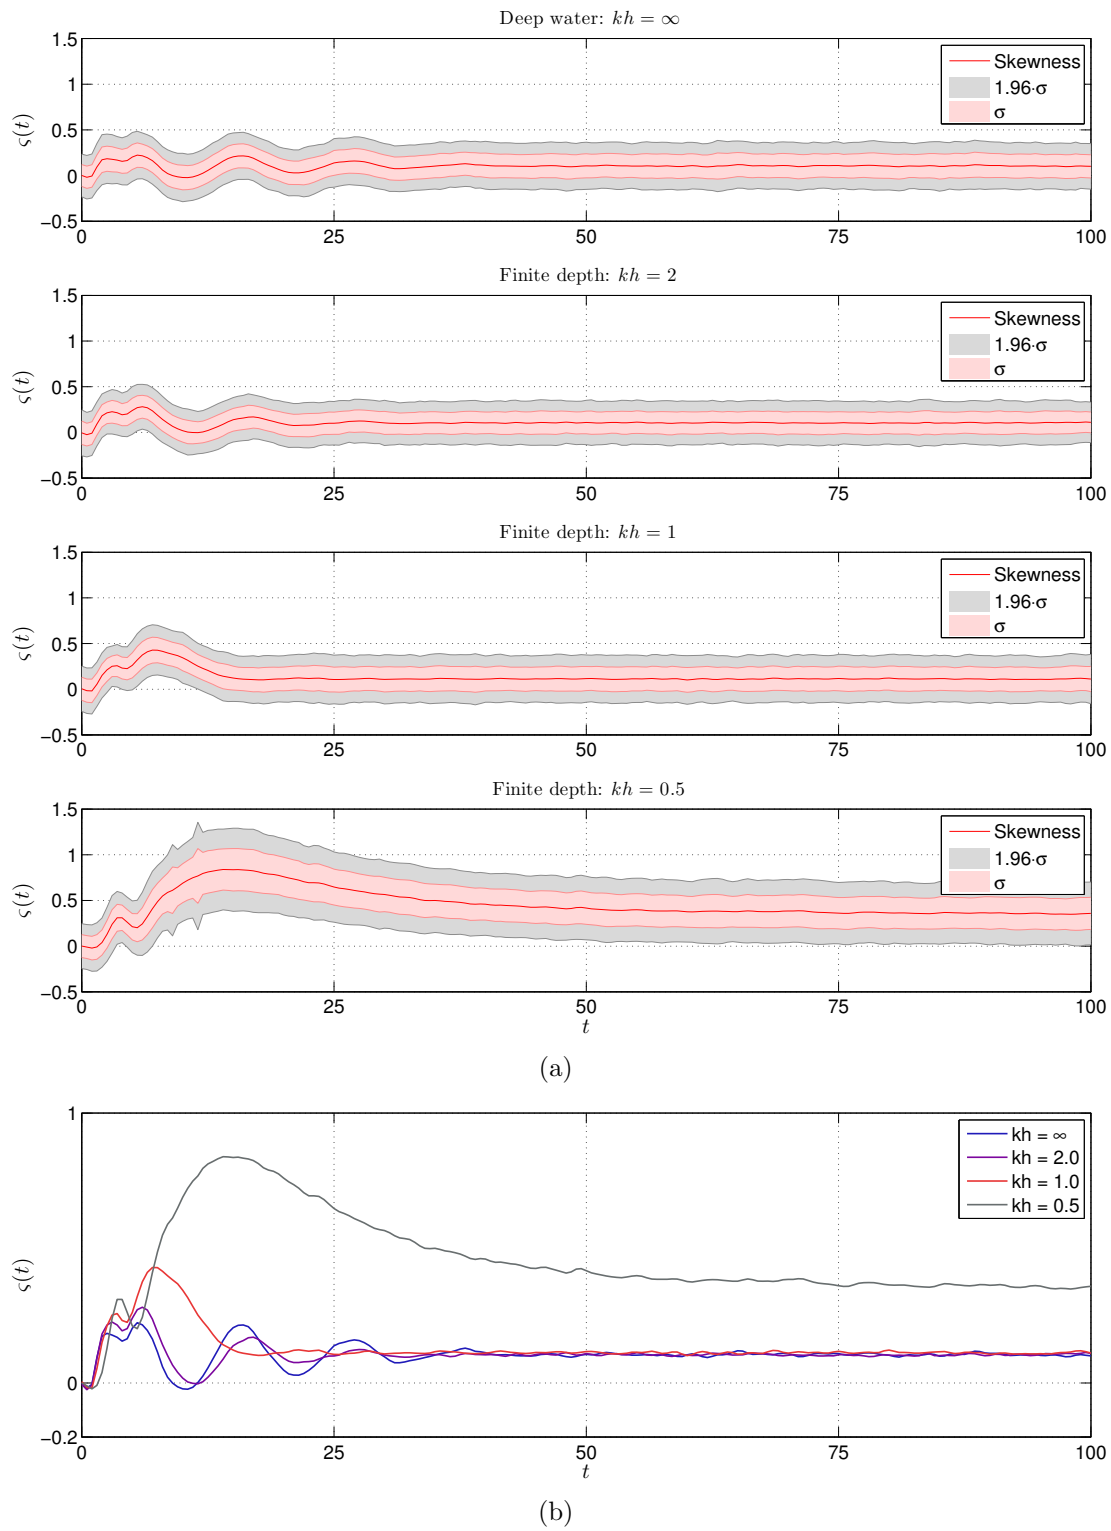 Deep water: kh = ∞
1.5
1
0.5
0
−0.5
ς(t)
Skewness
1.96·σ
σ
0 25 50 75 100
Finite depth: kh = 2
1.5
1
0.5
0
−0.5
ς(t)
Skewness
1.96·σ
σ
0 25 50 75 100
Finite depth: kh = 1
1.5
1
0.5
0
−0.5
ς(t)
Skewness
1.96·σ
σ
0 25 50 75 100
Finite depth: kh = 0.5
1.5
1
0.5
0
−0.5
ς(t)
Skewness
1.96·σ
σ
0 25 50 75 100
t
(a)
1
0
−0.2
ς(t)
kh = ∞
kh = 2.0
kh = 1.0
kh = 0.5
0 25 50 75 100
t
(b)